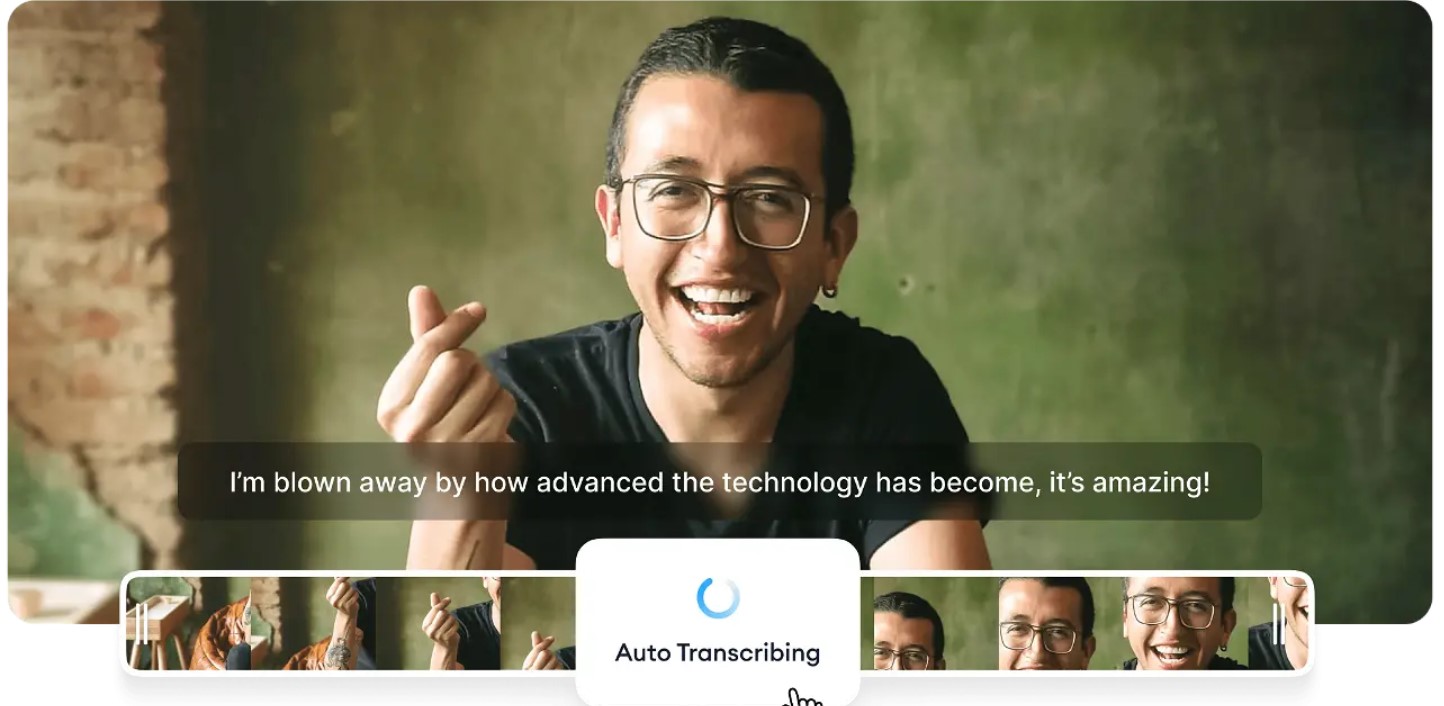 I’m blown away by how advanced the technology has become, it’s amazing!
Auto Transcribing